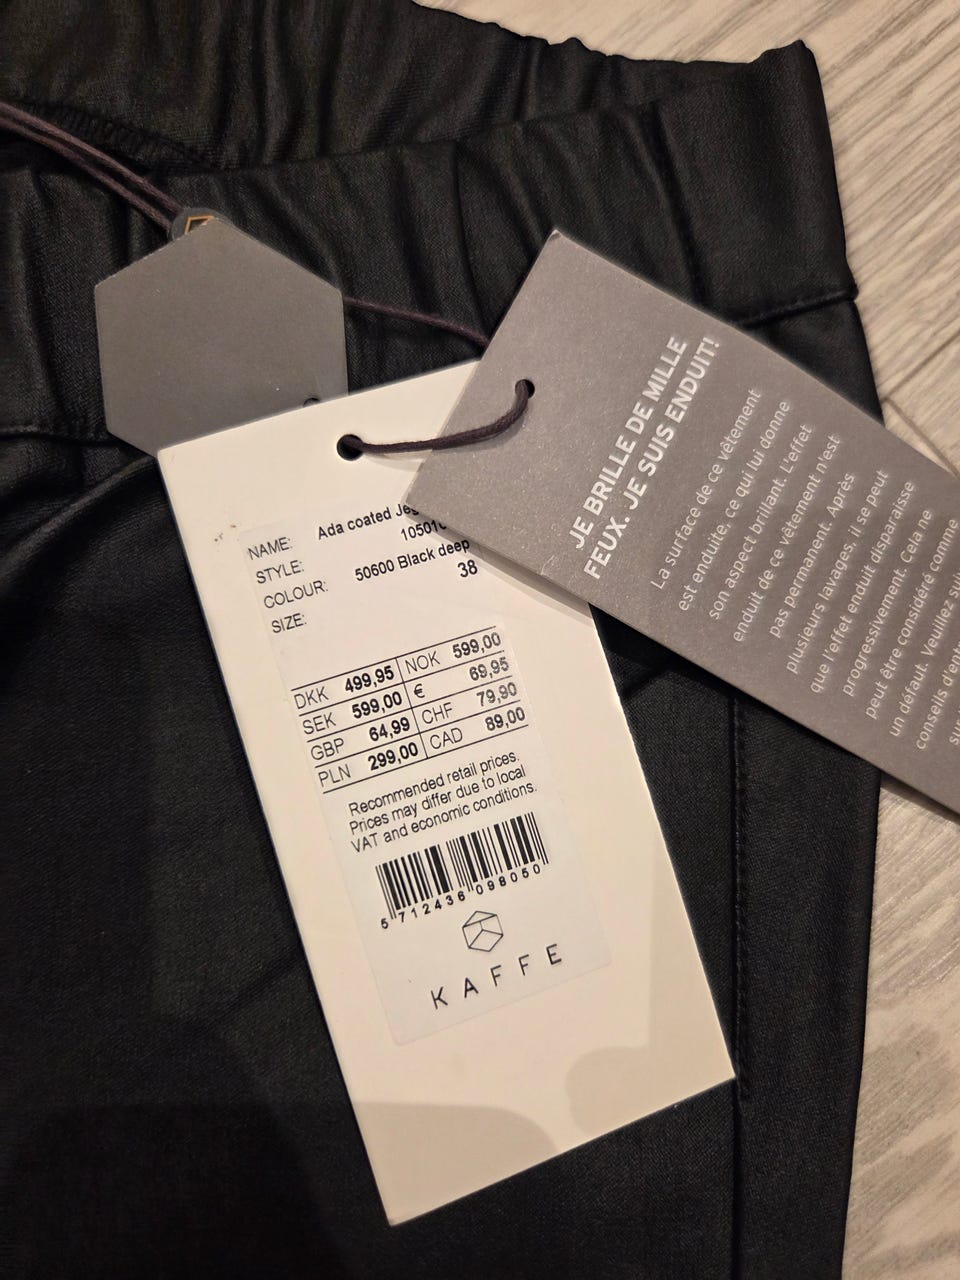 NAME: Ada coated
STYLE:
COLOUR: 50600 Black deep
SIZE: 38
DKK 499,95 NOK 599,00
SEK 599,00 € 69,95
GBP 64,99 CHF 79,90
PLN 299,00 CAD 89,00
Recommended retail prices.
Prices may differ due to local
VAT and economic conditions.
5 712436 098050
KAFFE
JE BRILLE DE MILLE
FEUX. JE SUIS ENDUIT!
La surface de ce vêtement
est enduite, ce qui lui donne
son aspect brillant. L'effet
enduit de ce vêtement n'est
pas permanent. Après
plusieurs lavages, il se peut
que l'effet enduit disparaisse
progressivement. Cela ne
peut être considéré comme
un défaut. Veuillez
conseils